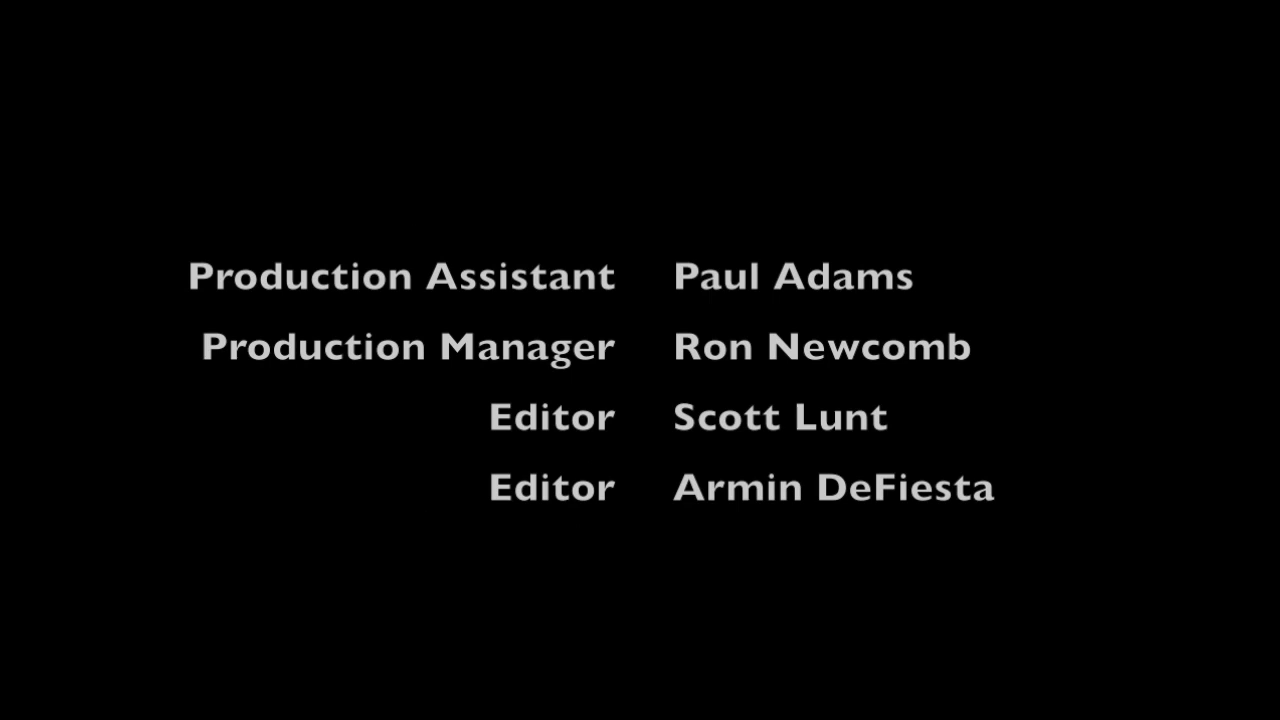 Production Assistant Paul Adams
Production Manager Ron Newcomb
Editor Scott Lunt
Editor Armin DeFiesta